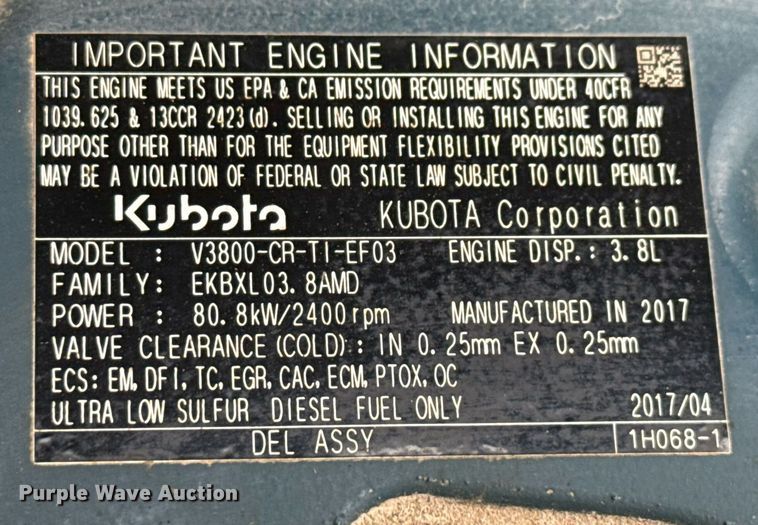 IMPORTANT ENGINE INFORMATION
THIS ENGINE MEETS US EPA & CA EMISSION REQUIREMENTS UNDER 40CFR
1039.625 & 13CCR 2423(d). SELLING OR INSTALLING THIS ENGINE FOR ANY
PURPOSE OTHER THAN FOR THE EQUIPMENT FLEXIBILITY PROVISIONS CITED
MAY BE A VIOLATION OF FEDERAL OR STATE LAW SUBJECT TO CIVIL PENALTY.
Kubota KUBOTA Corporation
MODEL : V3800-CR-TI-EF03 ENGINE DISP.: 3.8L
FAMILY: EKBXL03.8AMD
POWER : 80.8kW/2400rpm MANUFACTURED IN 2017
VALVE CLEARANCE(COLD): IN 0.25mm EX 0.25mm
ECS: EM, DFI, TC, EGR, CAC, ECM, PTOX, OC
ULTRA LOW SULFUR DIESEL FUEL ONLY 2017/04
DEL ASSY 1H068-1
Purple Wave Auction